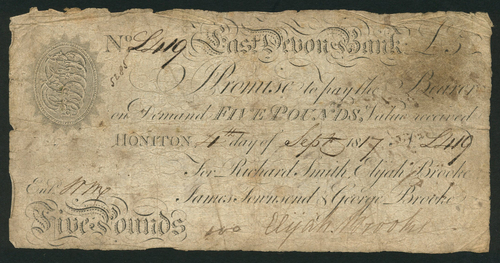 No L419 East Devon Bank £5
I Promise to pay the Bearer
on Demand FIVE POUNDS, Value received
HONITON 4th day of Sept 1817 L419
For Richard Smith, Elijah Brooke
James Townsend & George Brooke
Ent.
Five Pounds Elijah Brooke